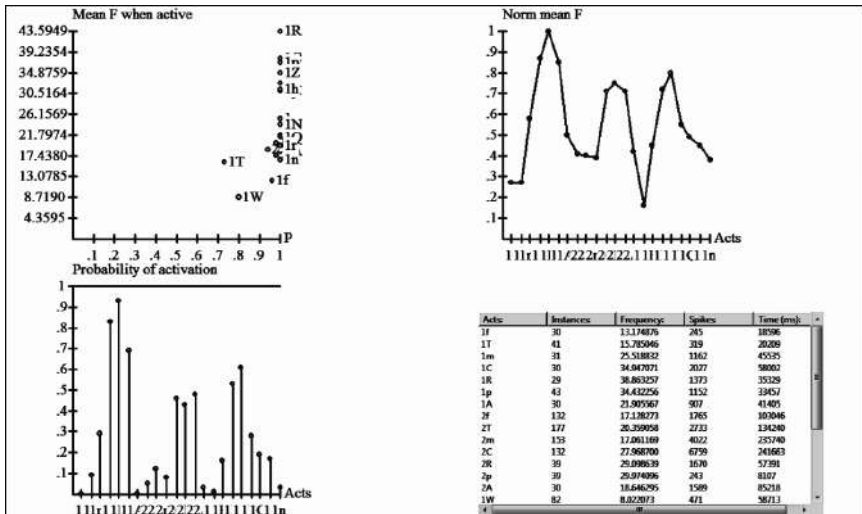 Mean F when active
43.5949
39.2354
34.8759
30.5164
26.1569
21.7974
17.4380
13.0785
8.7190
4.3595
1R
1Z
1h
1N
1r
1n
1T
1f
1W
P
.1 .2 .3 .4 .5 .6 .7 .8 .9 1
Norm mean F
1
.9
.8
.7
.6
.5
.4
.3
.2
.1
Acts
Probability of activation
1
.9
.8
.7
.6
.5
.4
.3
.2
.1
Acts
Acts: Instances: Frequency: Spikes: Time (ms):
1f 30 13.174876 245 18596
1T 41 15.785046 319 20209
1m 31 25.518832 1162 45535
1C 30 34.947071 2027 58002
1R 29 38.863257 1373 35329
1p 43 34.432256 1152 33457
1A 30 21.905567 907 41405
2f 132 17.128273 1765 103046
2T 177 20.359058 2733 134240
2m 153 17.061169 4022 235740
2C 132 27.968700 6759 241663
2R 39 29.098639 1670 57391
2p 39 29.974096 243 8107
2A 30 18.646295 1589 85218
1W 82 8.022073 471 58713